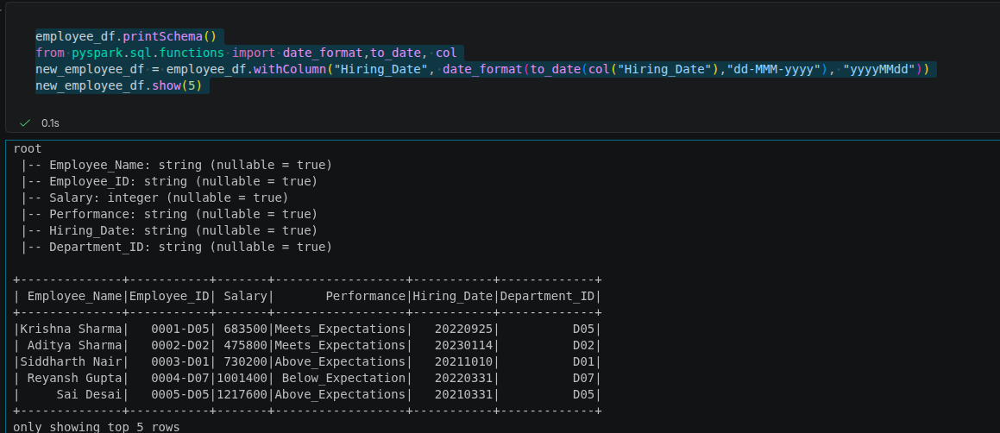 employee_df.printSchema()
from pyspark.sql.functions import date_format,to_date, col
new_employee_df = employee_df.withColumn("Hiring_Date", date_format(to_date(col("Hiring_Date"),"dd-MMM-yyyy"), "yyyyMMdd"))
new_employee_df.show(5)
0.1s
root
 |-- Employee_Name: string (nullable = true)
 |-- Employee_ID: string (nullable = true)
 |-- Salary: integer (nullable = true)
 |-- Performance: string (nullable = true)
 |-- Hiring_Date: string (nullable = true)
 |-- Department_ID: string (nullable = true)
+--------------+-----------+-------+------------------+-----------+-------------+
| Employee_Name|Employee_ID| Salary|       Performance|Hiring_Date|Department_ID|
+--------------+-----------+-------+------------------+-----------+-------------+
|Krishna Sharma|   0001-D05| 683500|Meets_Expectations|   20220925|          D05|
| Aditya Sharma|   0002-D02| 475800|Meets_Expectations|   20230114|          D02|
|Siddharth Nair|   0003-D01| 730200|Above_Expectations|   20211010|          D01|
| Reyansh Gupta|   0004-D07|1001400| Below_Expectation|   20220331|          D07|
|     Sai Desai|   0005-D05|1217600|Above_Expectations|   20210331|          D05|
+--------------+-----------+-------+------------------+-----------+-------------+
only showing top 5 rows